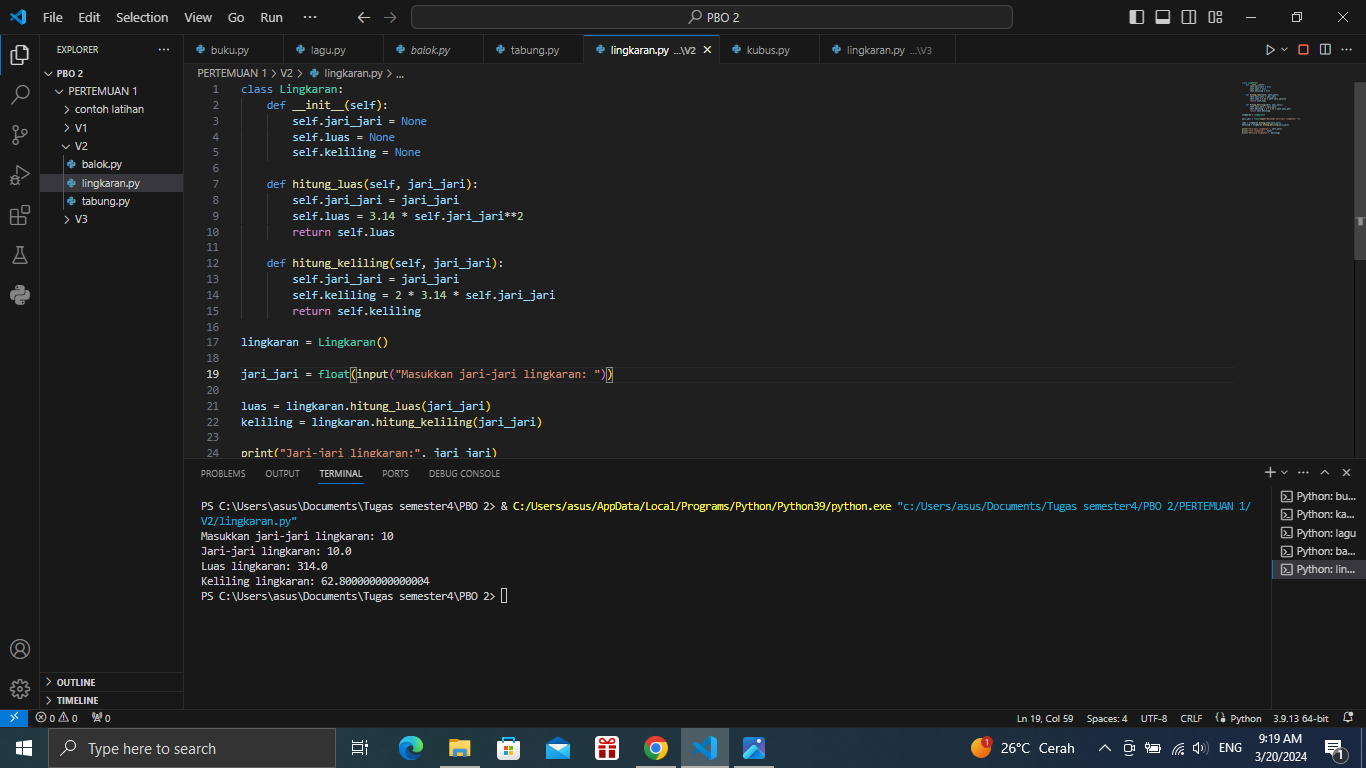 File Edit Selection View Go Run ··· PBO 2
EXPLORER ···
PBO 2
PERTEMUAN 1
contoh latihan
V1
V2
balok.py
lingkaran.py
tabung.py
V3
OUTLINE
TIMELINE
buku.py lagu.py balok.py tabung.py lingkaran.py ...\V2 kubus.py lingkaran.py ...\V3
PERTEMUAN 1 > V2 > lingkaran.py > ...
1 class Lingkaran:
2     def __init__(self):
3         self.jari_jari = None
4         self.luas = None
5         self.keliling = None
6
7     def hitung_luas(self, jari_jari):
8         self.jari_jari = jari_jari
9         self.luas = 3.14 * self.jari_jari**2
10         return self.luas
11
12     def hitung_keliling(self, jari_jari):
13         self.jari_jari = jari_jari
14         self.keliling = 2 * 3.14 * self.jari_jari
15         return self.keliling
16
17 lingkaran = Lingkaran()
18
19 jari_jari = float(input("Masukkan jari-jari lingkaran: "))
20
21 luas = lingkaran.hitung_luas(jari_jari)
22 keliling = lingkaran.hitung_keliling(jari_jari)
23
24 print("Jari-jari lingkaran:", jari_jari)
PROBLEMS OUTPUT TERMINAL PORTS DEBUG CONSOLE
PS C:\Users\asus\Documents\Tugas semester4\PBO 2> & C:/Users/asus/AppData/Local/Programs/Python/Python39/python.exe "c:/Users/asus/Documents/Tugas semester4/PBO 2/PERTEMUAN 1/
V2/lingkaran.py"
Masukkan jari-jari lingkaran: 10
Jari-jari lingkaran: 10.0
Luas lingkaran: 314.0
Keliling lingkaran: 62.800000000000004
PS C:\Users\asus\Documents\Tugas semester4\PBO 2>
Python: bu...
Python: ka...
Python: lagu
Python: ba...
Python: lin...
0 0 0 Ln 19, Col 59 Spaces: 4 UTF-8 CRLF Python 3.9.13 64-bit
Type here to search 1 26°C Cerah ENG 9:19 AM
3/20/2024 1